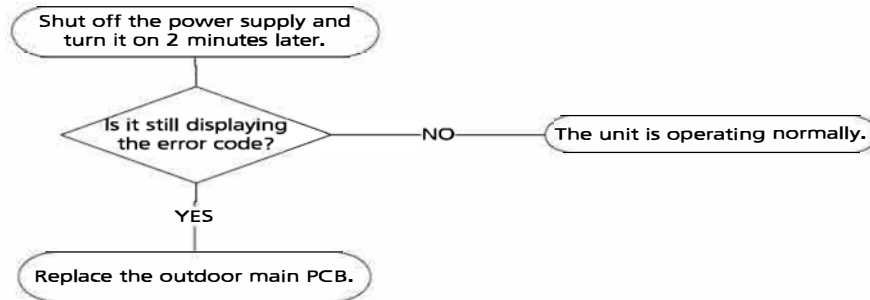 Shut off the power supply and
turn it on 2 minutes later.
Is it still displaying
the error code?
NO
The unit is operating normally.
YES
Replace the outdoor main PCB.